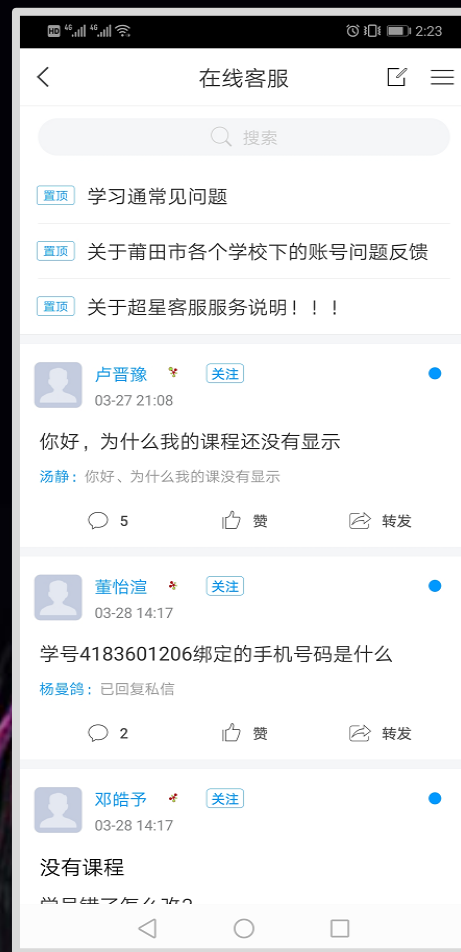 HD 4G 4G 2:23
在线客服
搜索
置顶 学习通常见问题
置顶 关于莆田市各个学校下的账号问题反馈
置顶 关于超星客服服务说明！！！
卢晋豫 关注
03-27 21:08
你好，为什么我的课程还没有显示
汤静：你好、为什么我的课没有显示
5 赞 转发
董怡渲 关注
03-28 14:17
学号4183601206绑定的手机号码是什么
杨曼鸽：已回复私信
2 赞 转发
邓皓予 关注
03-28 14:17
没有课程